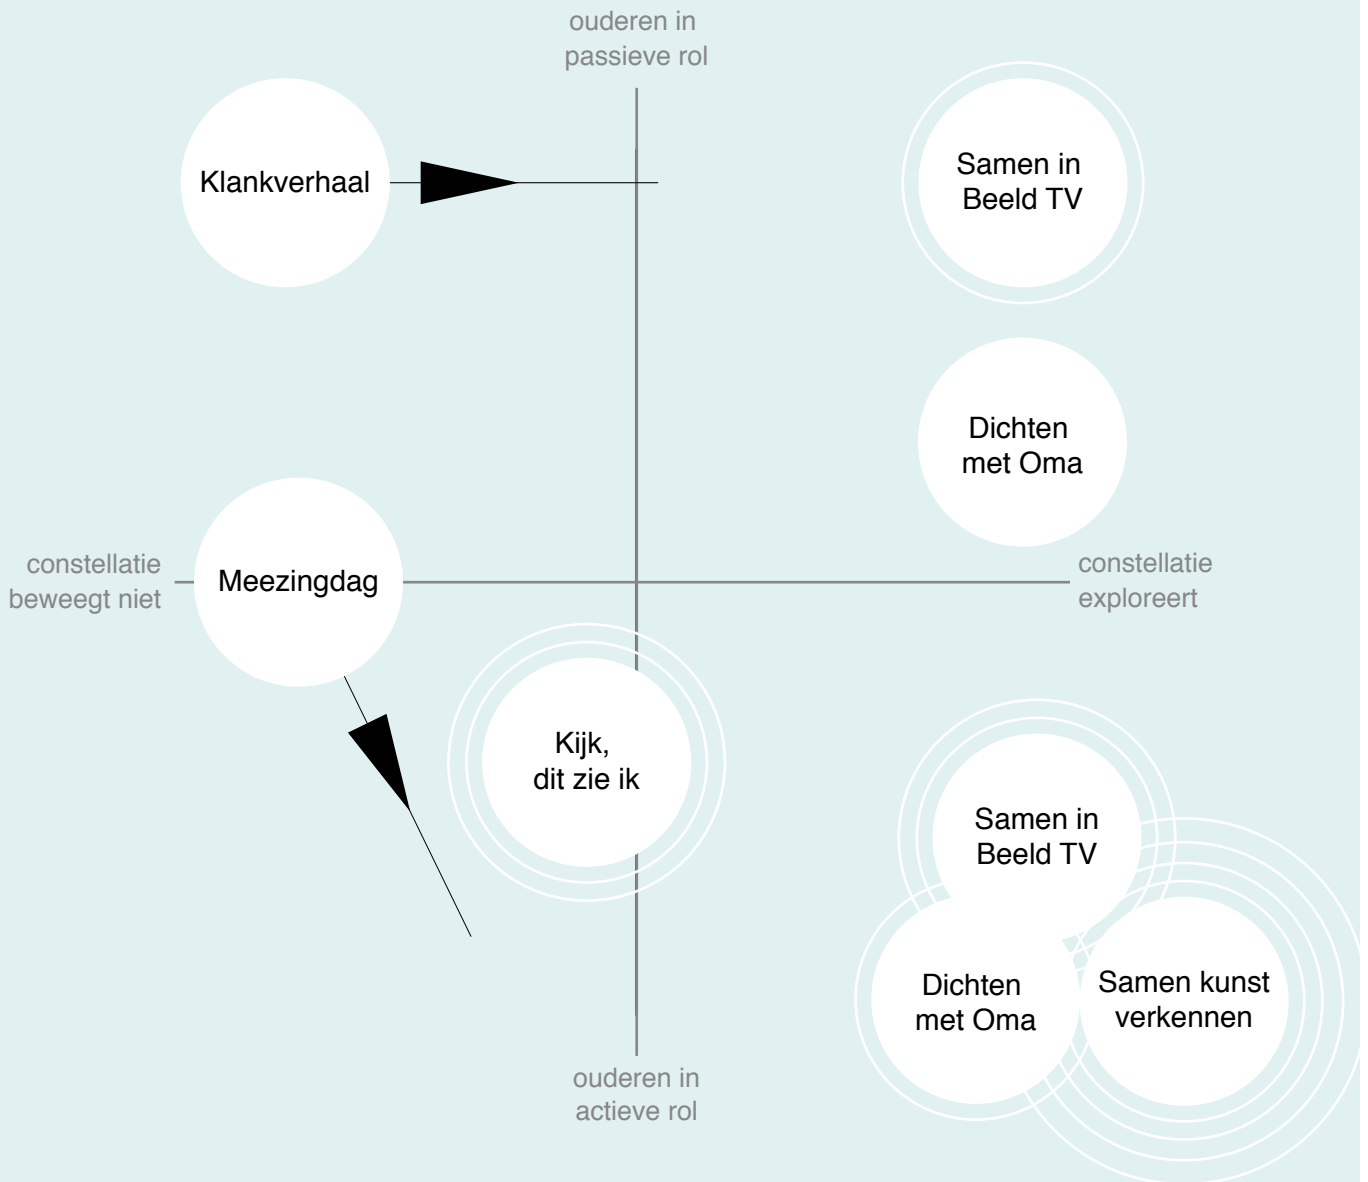 ouderen in
passieve rol
Klankverhaal
Samen in
Beeld TV
Dichten
met Oma
constellatie
beweegt niet
Meezingdag
constellatie
exploreert
Kijk,
dit zie ik
Samen in
Beeld TV
Dichten
met Oma
Samen kunst
verkennen
ouderen in
actieve rol